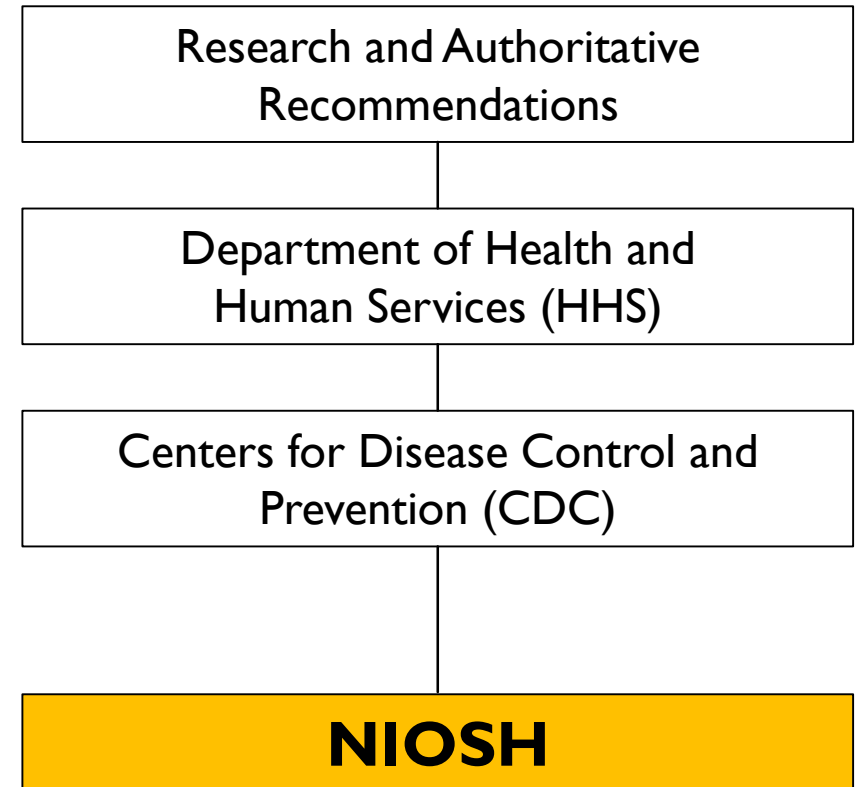 Research and Authoritative
Recommendations
Department of Health and
Human Services (HHS)
Centers for Disease Control and
Prevention (CDC)
NIOSH